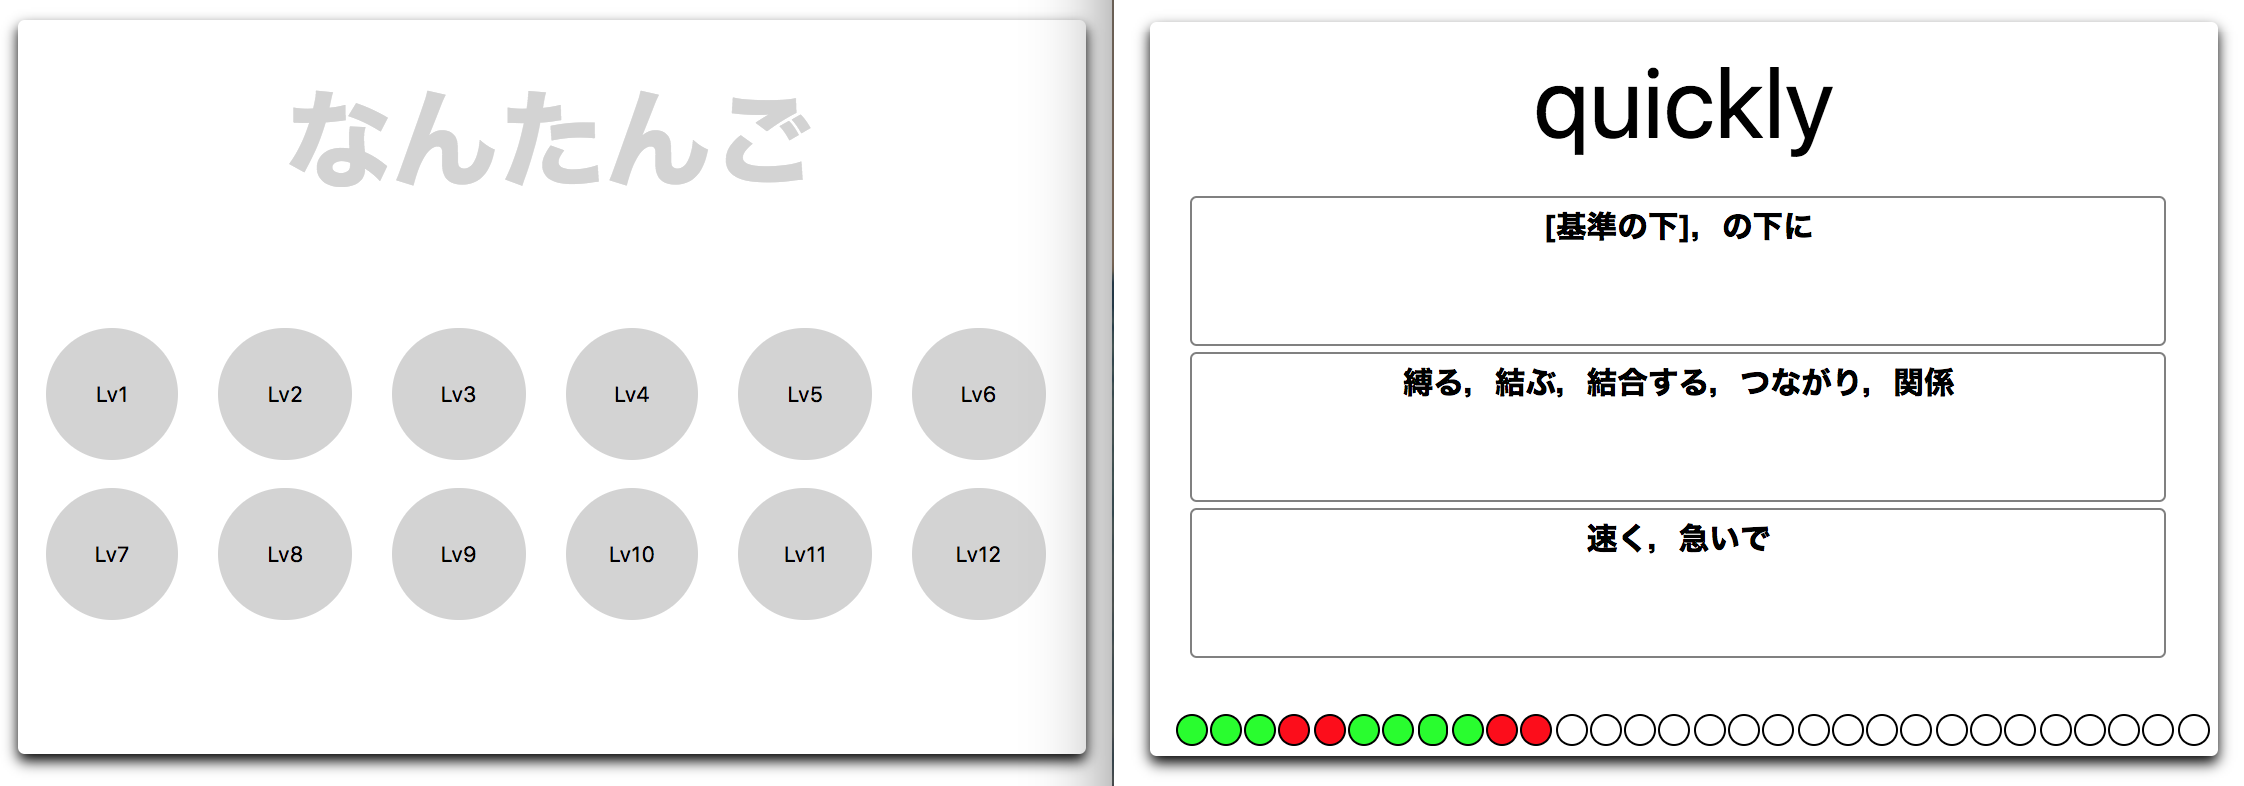 なんたんご
Lv1 Lv2 Lv3 Lv4 Lv5 Lv6
Lv7 Lv8 Lv9 Lv10 Lv11 Lv12
quickly
[基準の下]，の下に
縛る，結ぶ，結合する，つながり，関係
速く，急いで